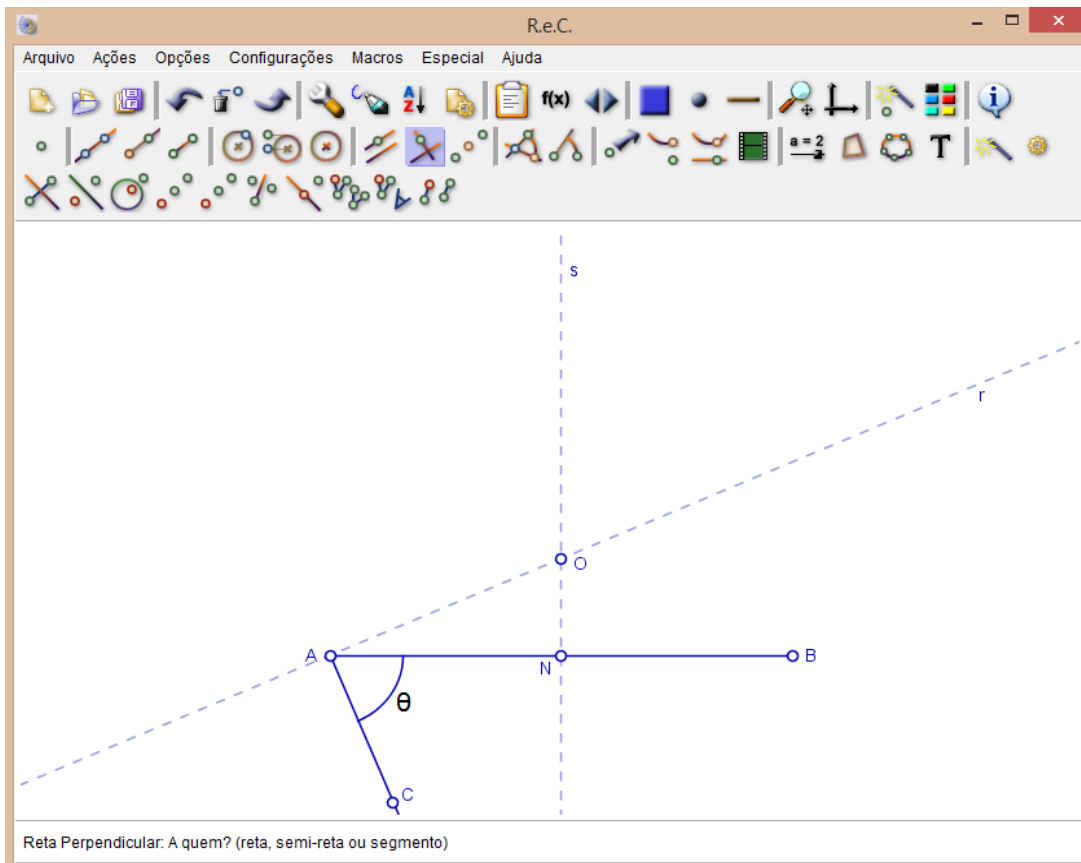 R.e.C.
Arquivo Ações Opções Configurações Macros Especial Ajuda
A
Z
f(x)
i
a = 2
T
s
r
O
A
N
B
θ
C
Reta Perpendicular: A quem? (reta, semi-reta ou segmento)